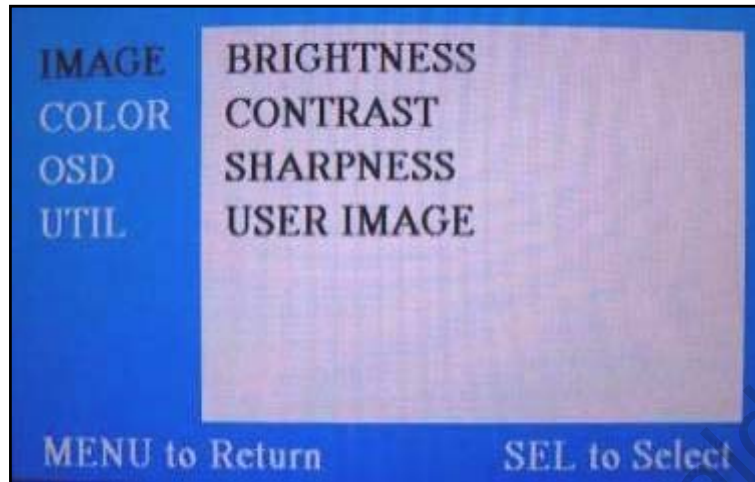 IMAGE BRIGHTNESS
COLOR CONTRAST
OSD SHARPNESS
UTIL USER IMAGE
MENU to Return SEL to Select